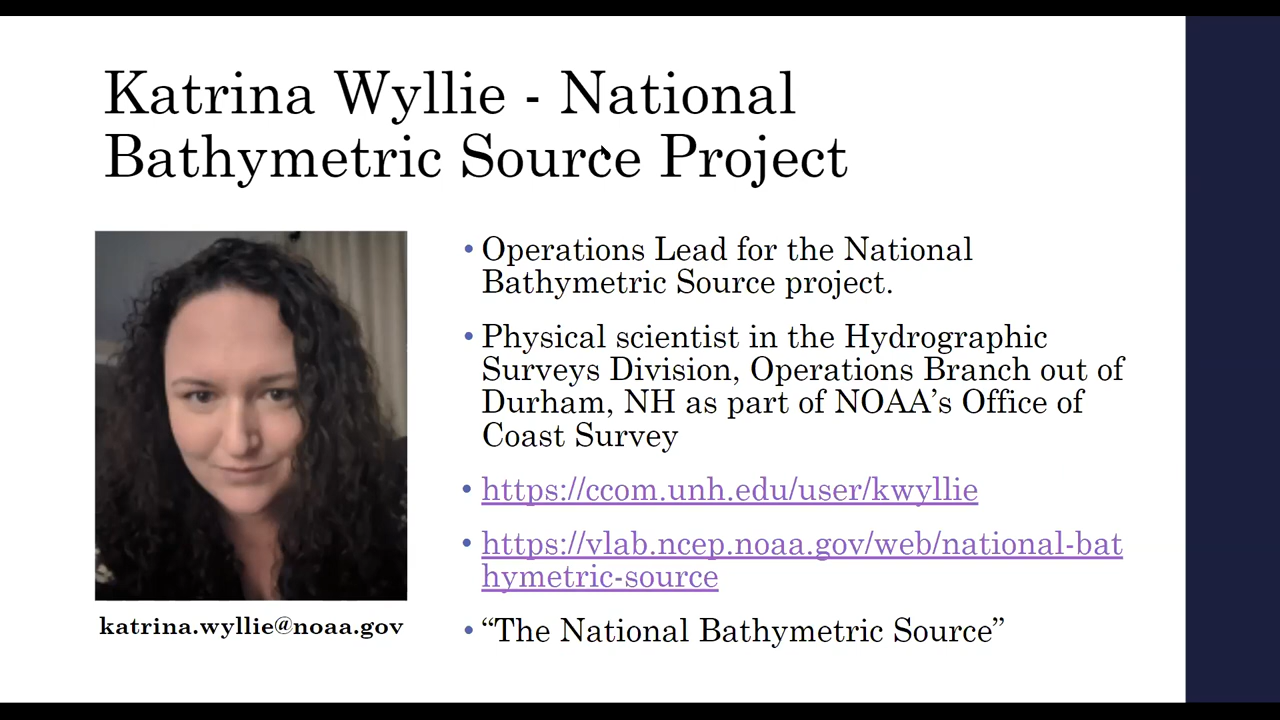 Katrina Wyllie - National
Bathymetric Source Project
• Operations Lead for the National
Bathymetric Source project.
• Physical scientist in the Hydrographic
Surveys Division, Operations Branch out of
Durham, NH as part of NOAA’s Office of
Coast Survey
• https://ccom.unh.edu/user/kwyllie
• https://vlab.ncep.noaa.gov/web/national-bat
hymetric-source
• “The National Bathymetric Source”
katrina.wyllie@noaa.gov